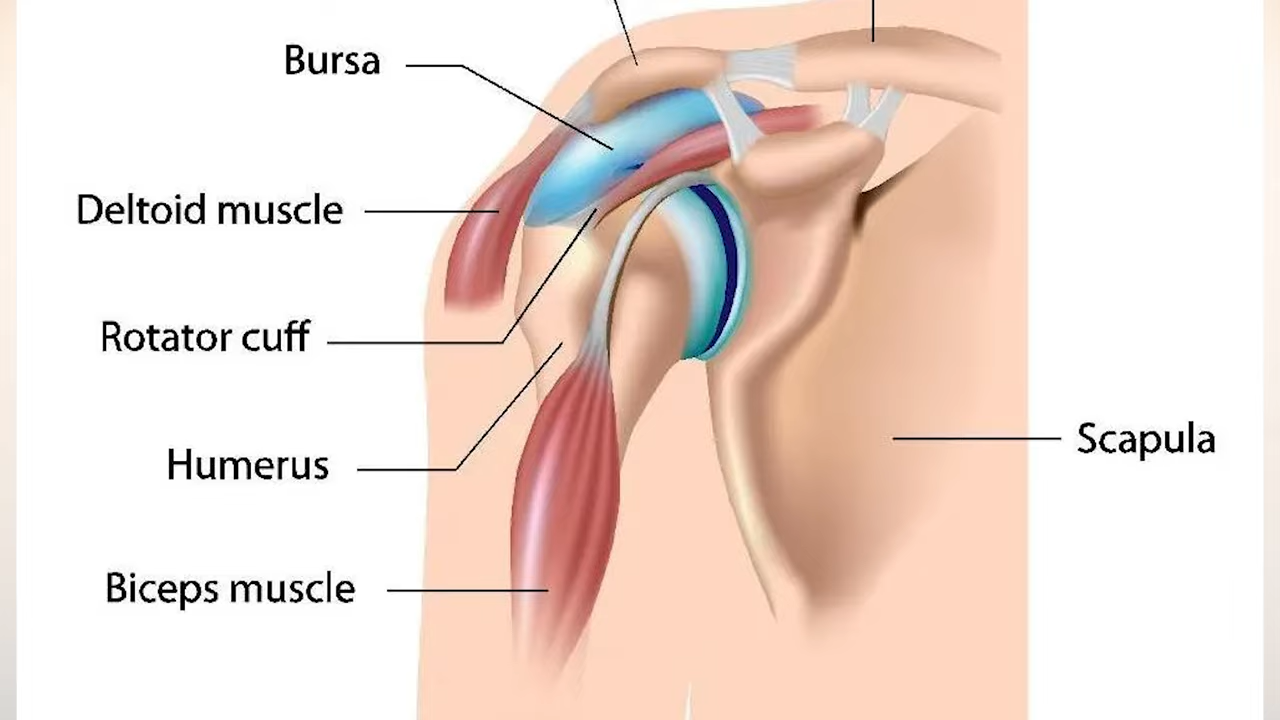 Bursa
Deltoid muscle
Rotator cuff
Humerus
Scapula
Biceps muscle